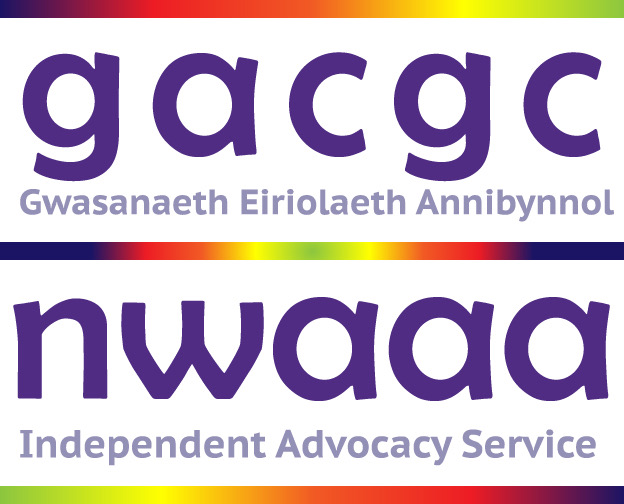 gacgc
Gwasanaeth Eiriolaeth Annibynnol
nwaaa
Independent Advocacy Service